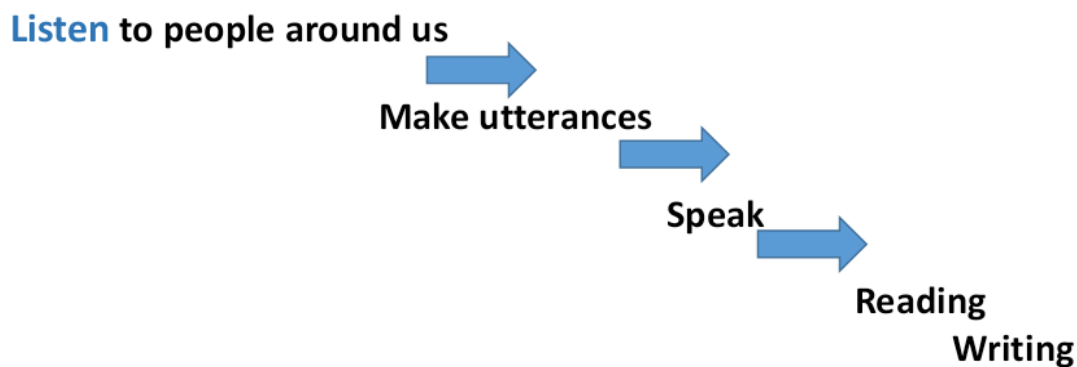 Listen to people around us
Make utterances
Speak
Reading
Writing